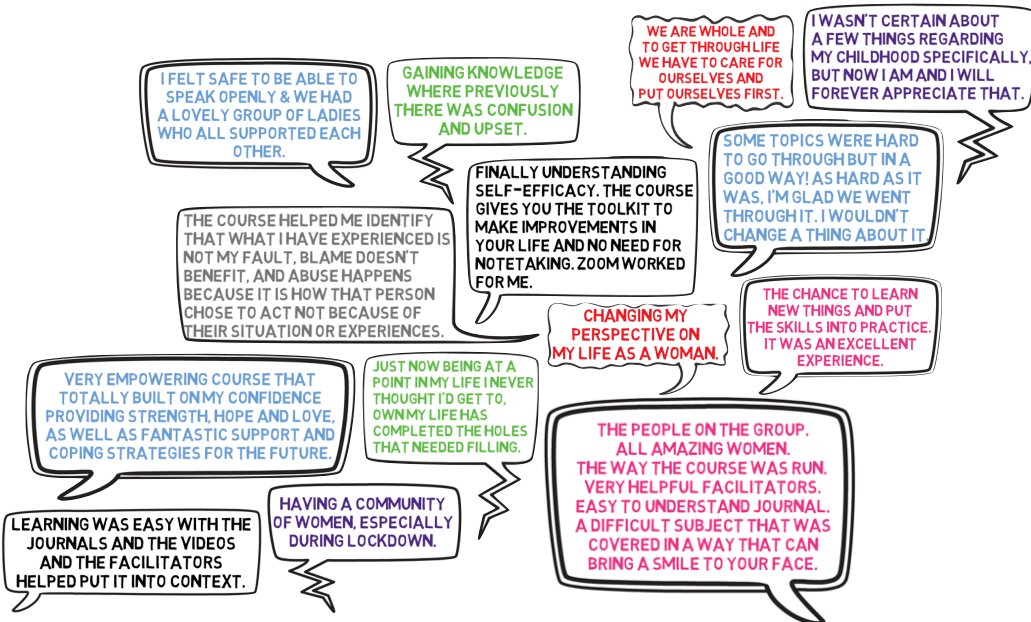 I FELT SAFE TO BE ABLE TO
SPEAK OPENLY & WE HAD
A LOVELY GROUP OF LADIES
WHO ALL SUPPORTED EACH
OTHER.
GAINING KNOWLEDGE
WHERE PREVIOUSLY
THERE WAS CONFUSION
AND UPSET.
WE ARE WHOLE AND
TO GET THROUGH LIFE
WE HAVE TO CARE FOR
OURSELVES AND
PUT OURSELVES FIRST.
I WASN'T CERTAIN ABOUT
A FEW THINGS REGARDING
MY CHILDHOOD SPECIFICALLY,
BUT NOW I AM AND I WILL
FOREVER APPRECIATE THAT.
SOME TOPICS WERE HARD
TO GO THROUGH BUT IN A
GOOD WAY! AS HARD AS IT
WAS, I'M GLAD WE WENT
THROUGH IT. I WOULDN'T
CHANGE A THING ABOUT IT
FINALLY UNDERSTANDING
SELF-EFFICACY. THE COURSE
GIVES YOU THE TOOLKIT TO
MAKE IMPROVEMENTS IN
YOUR LIFE AND NO NEED FOR
NOTETAKING. ZOOM WORKED
FOR ME.
THE COURSE HELPED ME IDENTIFY
THAT WHAT I HAVE EXPERIENCED IS
NOT MY FAULT, BLAME DOESN'T
BENEFIT, AND ABUSE HAPPENS
BECAUSE IT IS HOW THAT PERSON
CHOSE TO ACT NOT BECAUSE OF
THEIR SITUATION OR EXPERIENCES.
CHANGING MY
PERSPECTIVE ON
MY LIFE AS A WOMAN.
THE CHANCE TO LEARN
NEW THINGS AND PUT
THE SKILLS INTO PRACTICE.
IT WAS AN EXCELLENT
EXPERIENCE.
VERY EMPOWERING COURSE THAT
TOTALLY BUILT ON MY CONFIDENCE
PROVIDING STRENGTH, HOPE AND LOVE,
AS WELL AS FANTASTIC SUPPORT AND
COPING STRATEGIES FOR THE FUTURE.
JUST NOW BEING AT A
POINT IN MY LIFE I NEVER
THOUGHT I'D GET TO,
OWN MY LIFE HAS
COMPLETED THE HOLES
THAT NEEDED FILLING.
THE PEOPLE ON THE GROUP.
ALL AMAZING WOMEN.
THE WAY THE COURSE WAS RUN.
VERY HELPFUL FACILITATORS.
EASY TO UNDERSTAND JOURNAL.
A DIFFICULT SUBJECT THAT WAS
COVERED IN A WAY THAT CAN
BRING A SMILE TO YOUR FACE.
HAVING A COMMUNITY
OF WOMEN, ESPECIALLY
DURING LOCKDOWN.
LEARNING WAS EASY WITH THE
JOURNALS AND THE VIDEOS
AND THE FACILITATORS
HELPED PUT IT INTO CONTEXT.